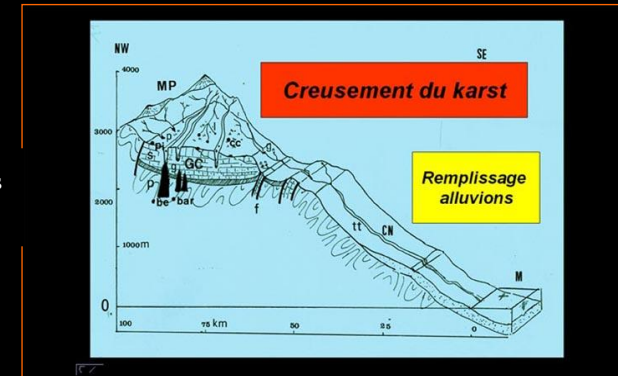 NW
SE
4000
MP
Creusement du karst
3000
GC
Remplissage
alluvions
2000
be bar
f
tt
CN
1000m
M
0
100
75 km
50
25
0